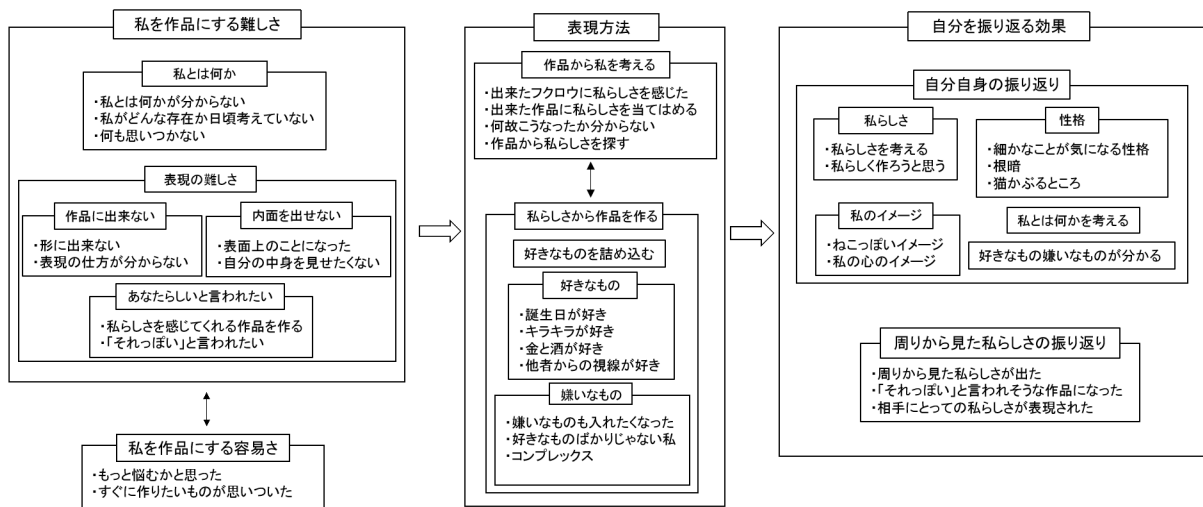 私を作品にする難しさ
私とは何か
・私とは何かが分からない
・私がどんな存在か日頃考えていない
・何も思いつかない
表現の難しさ
作品に出来ない
・形に出来ない
・表現の仕方が分からない
内面を出せない
・表面上のことになった
・自分の中身を見せたくない
あなたらしいと言われたい
・私らしさを感じてくれる作品を作る
・「それっぽい」と言われたい
私を作品にする容易さ
・もっと悩むかと思った
・すぐに作りたいものが思いついた
表現方法
作品から私を考える
・出来たフクロウに私らしさを感じた
・出来た作品に私らしさを当てはめる
・何故こうなったか分からない
・作品から私らしさを探す
私らしさから作品を作る
好きなものを詰め込む
好きなもの
・誕生日が好き
・キラキラが好き
・金と酒が好き
・他者からの視線が好き
嫌いなもの
・嫌いなものも入れたくなった
・好きなものばかりじゃない私
・コンプレックス
自分を振り返る効果
自分自身の振り返り
私らしさ
・私らしさを考える
・私らしく作ろうと思う
性格
・細かなことが気になる性格
・根暗
・猫かぶるところ
私のイメージ
・ねこっぽいイメージ
・私の心のイメージ
私とは何かを考える
好きなもの嫌いなものが分かる
周りから見た私らしさの振り返り
・周りから見た私らしさが出た
・「それっぽい」と言われそうな作品になった
・相手にとっての私らしさが表現された